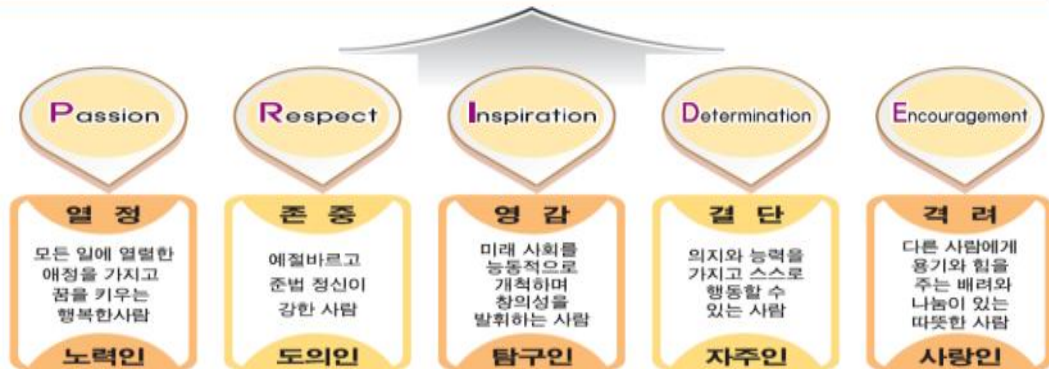 Passion
열 정
모든 일에 열렬한
애정을 가지고
꿈을 키우는
행복한사람
노력인
Respect
존 중
예절바르고
준법 정신이
강한 사람
도의인
Inspiration
영 감
미래 사회를
능동적으로
개척하며
창의성을
발휘하는 사람
탐구인
Determination
결 단
의지와 능력을
가지고 스스로
행동할 수
있는 사람
자주인
Encouragement
격 려
다른 사람에게
용기와 힘을
주는 배려와
나눔이 있는
따뜻한 사람
사랑인